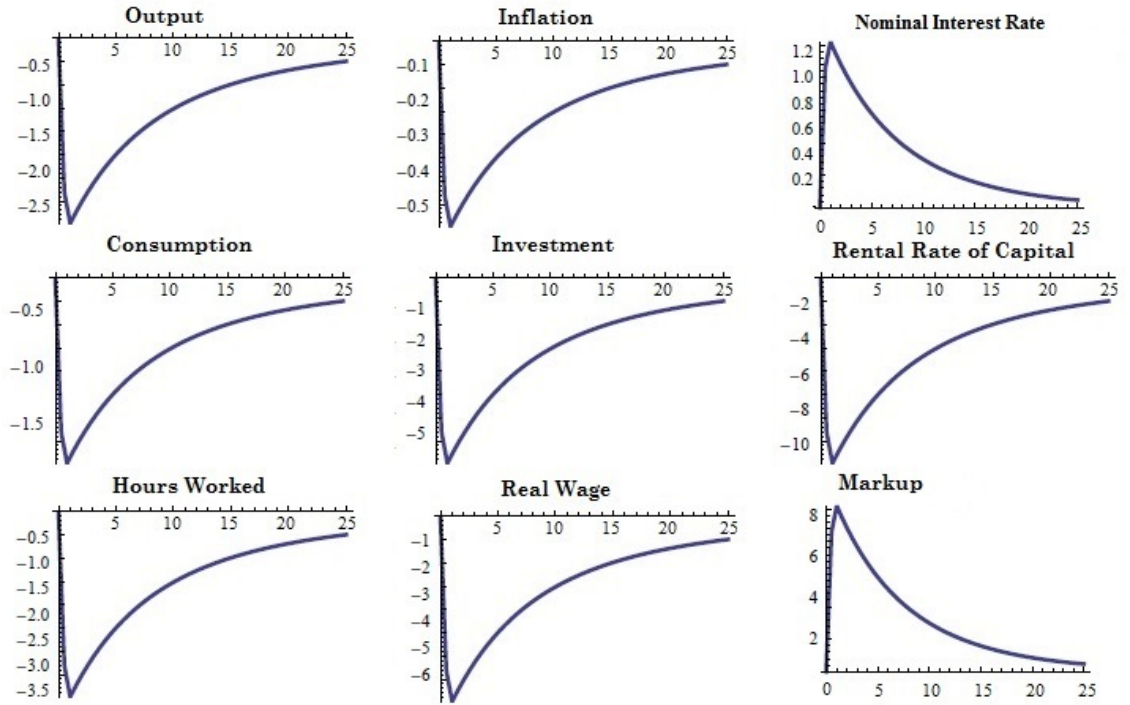 Output
5 10 15 20 25
−0.5
−1.0
−1.5
−2.0
−2.5
Inflation
5 10 15 20 25
−0.1
−0.2
−0.3
−0.4
−0.5
Nominal Interest Rate
1.2
1.0
0.8
0.6
0.4
0.2
0 5 10 15 20 25
Consumption
5 10 15 20 25
−0.5
−1.0
−1.5
Investment
5 10 15 20 25
−1
−2
−3
−4
−5
Rental Rate of Capital
5 10 15 20 25
−2
−4
−6
−8
−10
Hours Worked
5 10 15 20 25
−0.5
−1.0
−1.5
−2.0
−2.5
−3.0
−3.5
Real Wage
5 10 15 20 25
−1
−2
−3
−4
−5
−6
Markup
8
6
4
2
0 5 10 15 20 25